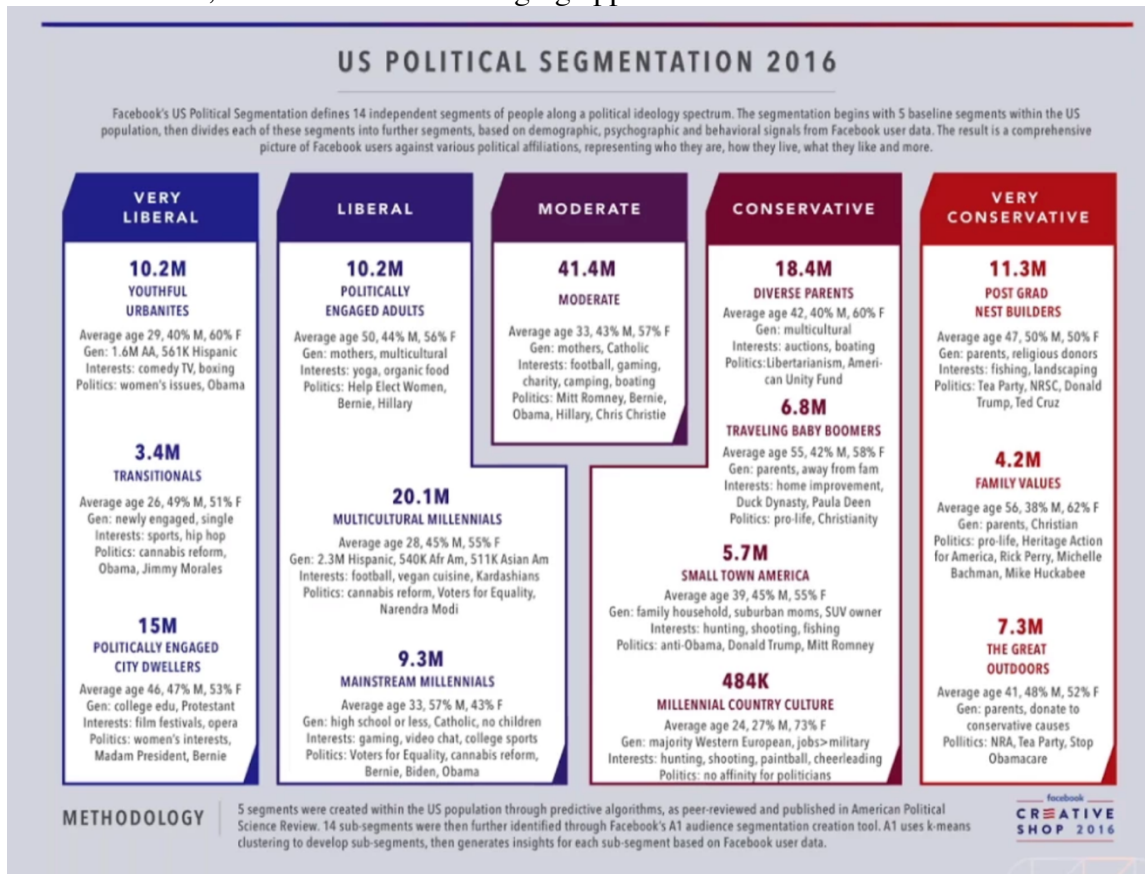 US POLITICAL SEGMENTATION 2016
Facebook's US Political Segmentation defines 14 independent segments of people along a political ideology spectrum. The segmentation begins with 5 baseline segments within the US
population, then divides each of these segments into further segments, based on demographic, psychographic and behavioral signals from Facebook user data. The result is a comprehensive
picture of Facebook users against various political affiliations, representing who they are, how they live, what they like and more.
VERY
LIBERAL
10.2M
YOUTHFUL
URBANITES
Average age 29, 40% M, 60% F
Gen: 1.6M AA, 561K Hispanic
Interests: comedy TV, boxing
Politics: women's issues, Obama
3.4M
TRANSITIONALS
Average age 26, 49% M, 51% F
Gen: newly engaged, single
Interests: sports, hip hop
Politics: cannabis reform,
Obama, Jimmy Morales
15M
POLITICALLY ENGAGED
CITY DWELLERS
Average age 46, 47% M, 53% F
Gen: college edu, Protestant
Interests: film festivals, opera
Politics: women's interests,
Madam President, Bernie
LIBERAL
10.2M
POLITICALLY
ENGAGED ADULTS
Average age 50, 44% M, 56% F
Gen: mothers, multicultural
Interests: yoga, organic food
Politics: Help Elect Women,
Bernie, Hillary
20.1M
MULTICULTURAL MILLENNIALS
Average age 28, 45% M, 55% F
Gen: 2.3M Hispanic, 540K Afr Am, 511K Asian Am
Interests: football, vegan cuisine, Kardashians
Politics: cannabis reform, Voters for Equality,
Narendra Modi
9.3M
MAINSTREAM MILLENNIALS
Average age 33, 57% M, 43% F
Gen: high school or less, Catholic, no children
Interests: gaming, video chat, college sports
Politics: Voters for Equality, cannabis reform,
Bernie, Biden, Obama
MODERATE
41.4M
MODERATE
Average age 33, 43% M, 57% F
Gen: mothers, Catholic
Interests: football, gaming,
charity, camping, boating
Politics: Mitt Romney, Bernie,
Obama, Hillary, Chris Christie
CONSERVATIVE
18.4M
DIVERSE PARENTS
Average age 42, 40% M, 60% F
Gen: multicultural
Interests: auctions, boating
Politics:Libertarianism, Ameri-
can Unity Fund
6.8M
TRAVELING BABY BOOMERS
Average age 55, 42% M, 58% F
Gen: parents, away from fam
Interests: home improvement,
Duck Dynasty, Paula Deen
Politics: pro-life, Christianity
5.7M
SMALL TOWN AMERICA
Average age 39, 45% M, 55% F
Gen: family household, suburban moms, SUV owner
Interests: hunting, shooting, fishing
Politics: anti-Obama, Donald Trump, Mitt Romney
484K
MILLENNIAL COUNTRY CULTURE
Average age 24, 27% M, 73% F
Gen: majority Western European, jobs>military
Interests: hunting, shooting, paintball, cheerleading
Politics: no affinity for politicians
VERY
CONSERVATIVE
11.3M
POST GRAD
NEST BUILDERS
Average age 47, 50% M, 50% F
Gen: parents, religious donors
Interests: fishing, landscaping
Politics: Tea Party, NRSC, Donald
Trump, Ted Cruz
4.2M
FAMILY VALUES
Average age 56, 38% M, 62% F
Gen: parents, Christian
Politics: pro-life, Heritage Action
for America, Rick Perry, Michelle
Bachman, Mike Huckabee
7.3M
THE GREAT
OUTDOORS
Average age 41, 48% M, 52% F
Gen: parents, donate to
conservative causes
Pollitics: NRA, Tea Party, Stop
Obamacare
METHODOLOGY
5 segments were created within the US population through predictive algorithms, as peer-reviewed and published in American Political
Science Review. 14 sub-segments were then further identified through Facebook's A1 audience segmentation creation tool. A1 uses k-means
clustering to develop sub-segments, then generates insights for each sub-segment based on Facebook user data.
facebook
CREATIVE
SHOP 2016